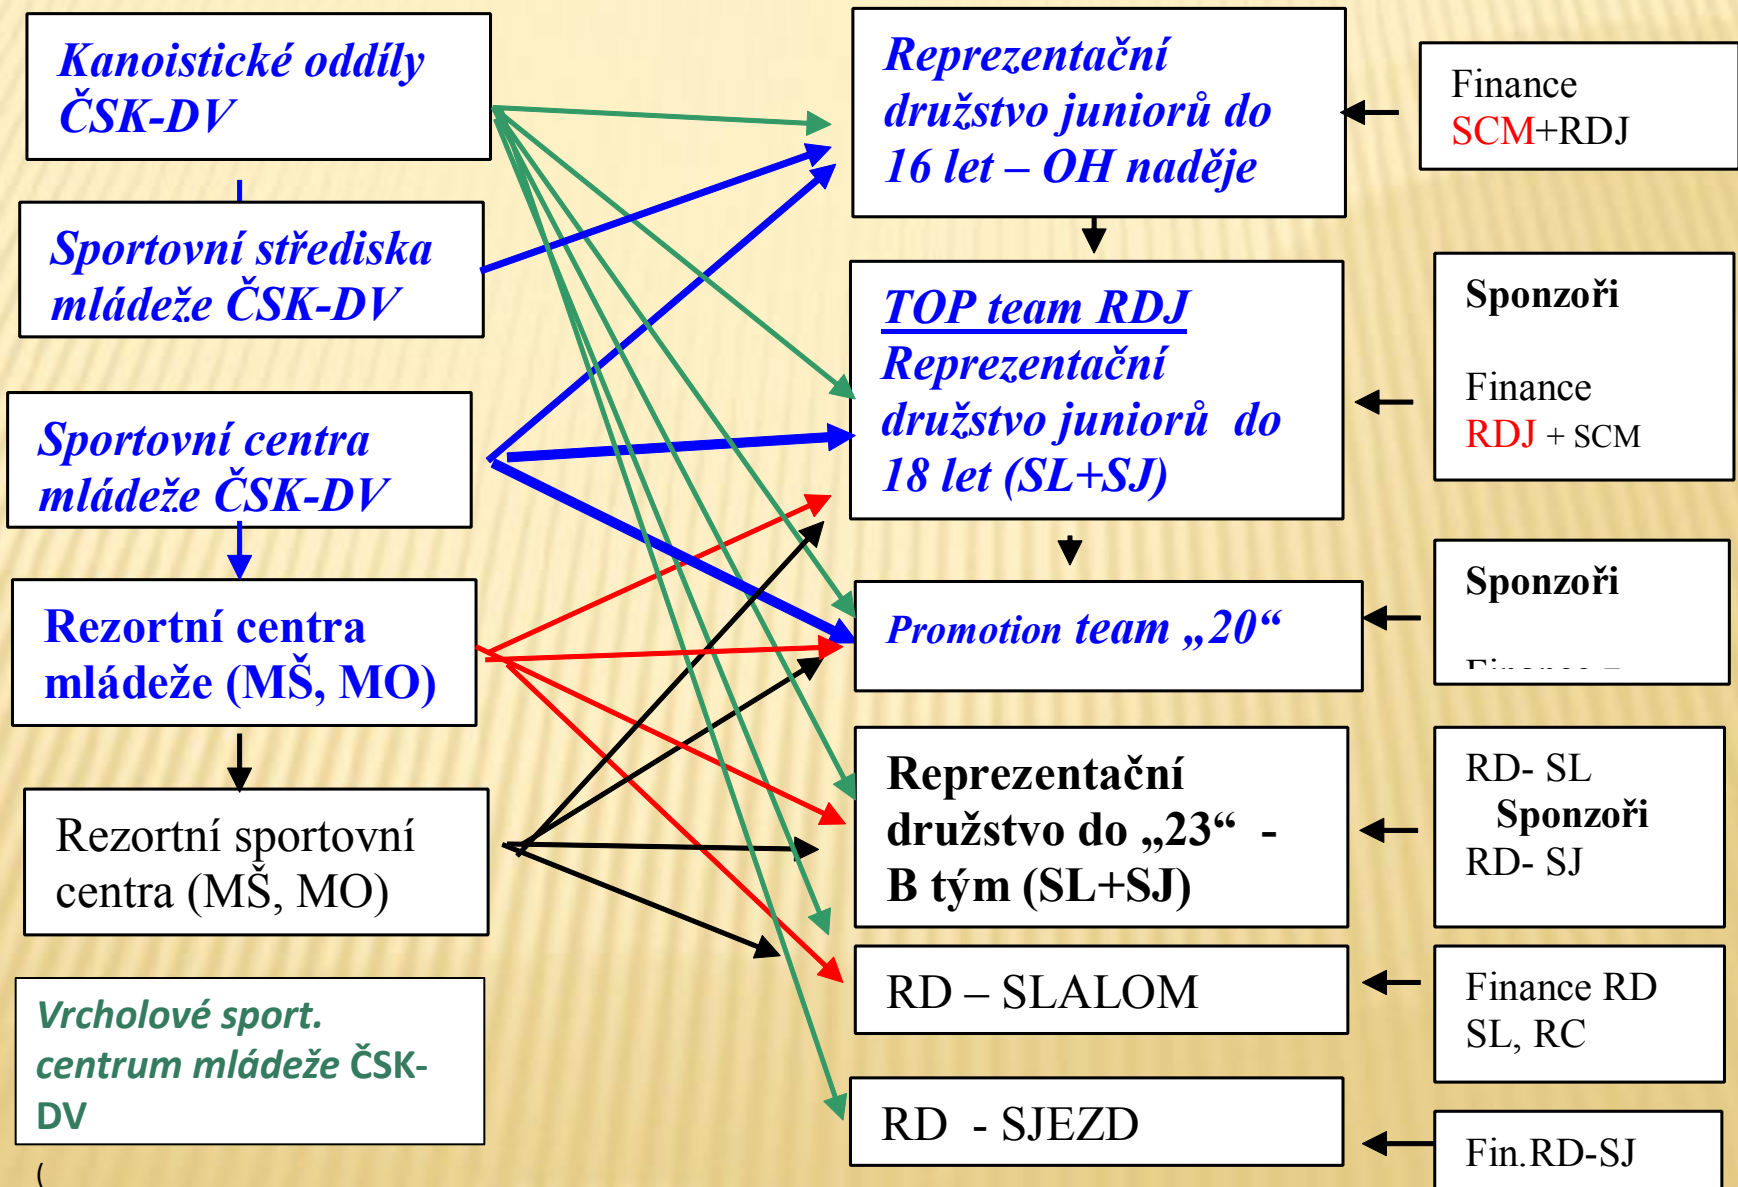 Kanoistické oddíly
ČSK-DV
Sportovní střediska
mládeže ČSK-DV
Sportovní centra
mládeže ČSK-DV
Rezortní centra
mládeže (MŠ, MO)
Rezortní sportovní
centra (MŠ, MO)
Vrcholové sport.
centrum mládeže ČSK-
DV
(
Reprezentační
družstvo juniorů do
16 let – OH naděje
TOP team RDJ
Reprezentační
družstvo juniorů do
18 let (SL+SJ)
Promotion team „20“
Reprezentační
družstvo do „23“ -
B tým (SL+SJ)
RD – SLALOM
RD - SJEZD
Finance
SCM+RDJ
Sponzoři
Finance
RDJ + SCM
Sponzoři
RD- SL
Sponzoři
RD- SJ
Finance RD
SL, RC
Fin.RD-SJ